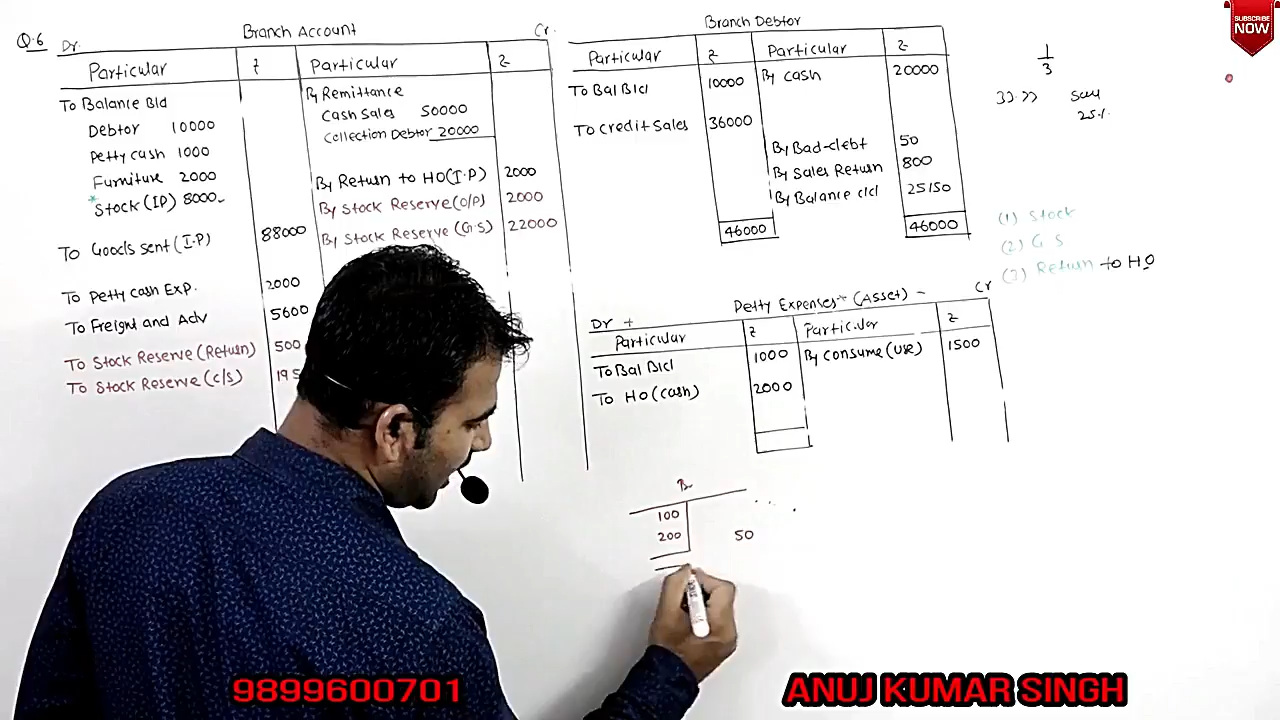 Q.6
Branch Account
Dr. Cr.
Particular ₹ Particular ₹
To Balance Bld
Debtor 10000
Petty cash 1000
Furniture 2000
*Stock (IP) 8000
To Goods sent (I.P) 88000
To Petty cash Exp. 2000
To Freight and Adv 5600
To Stock Reserve (Return) 500
To Stock Reserve (C/S) 195
By Remittance
Cash Sales 50000
Collection Debtor 20000
By Return to HO (I.P) 2000
By Stock Reserve (O/P) 2000
By Stock Reserve (G.S) 22000
Branch Debtor
Particular ₹ Particular ₹
To Bal Blcl 10000 By cash 20000
To Credit Sales 36000
By Bad-debt 50
By Sales Return 800
By Balance clcl 25150
46000 46000
Petty Expenses (Asset) -
Dr + Cr
Particular ₹ Particular ₹
To Bal Blcl 1000 By Consume (use) 1500
To HO (cash) 2000
1
3
25%
(1) Stock
(2) G S
(3) Return to HO
100
200 50
SUBSCRIBE
NOW
9899600701
ANUJ KUMAR SINGH